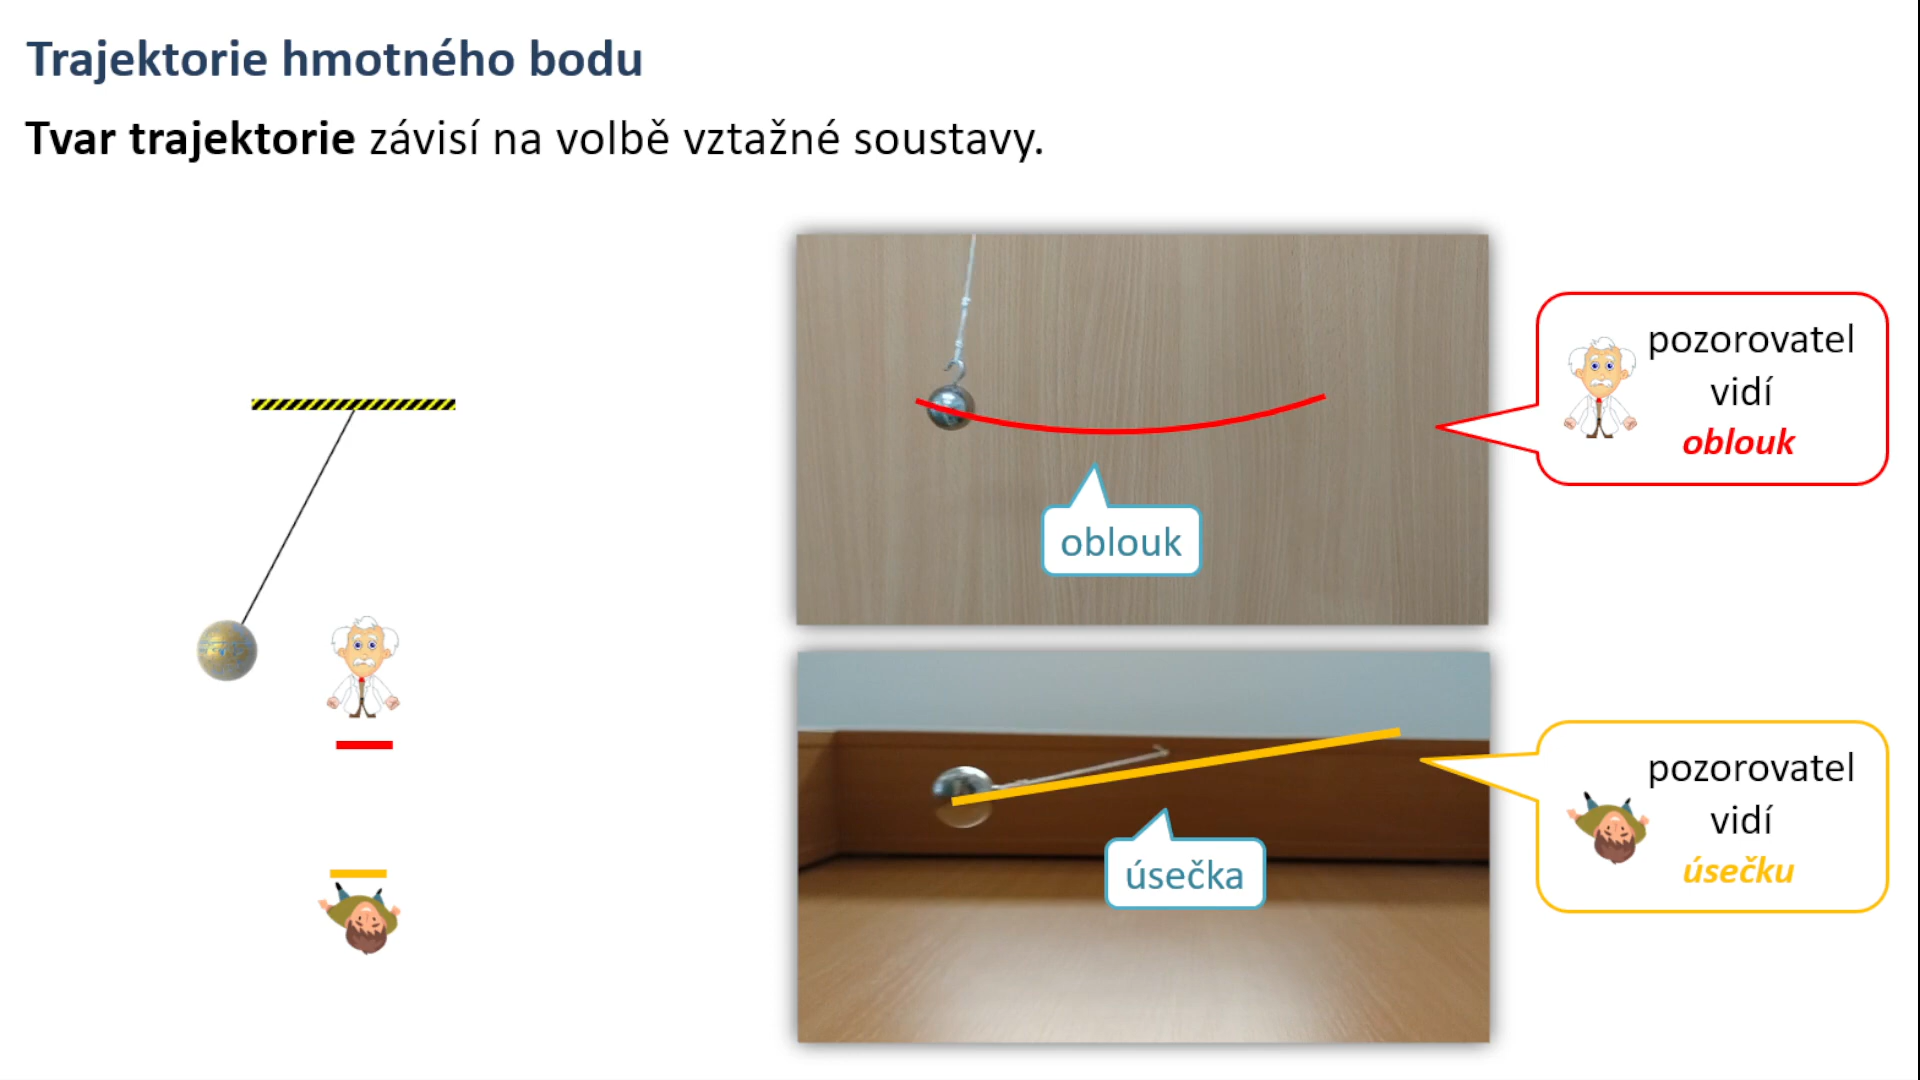 Trajektorie hmotného bodu
Tvar trajektorie závisí na volbě vztažné soustavy.
oblouk
pozorovatel
vidí
oblouk
úsečka
pozorovatel
vidí
úsečku